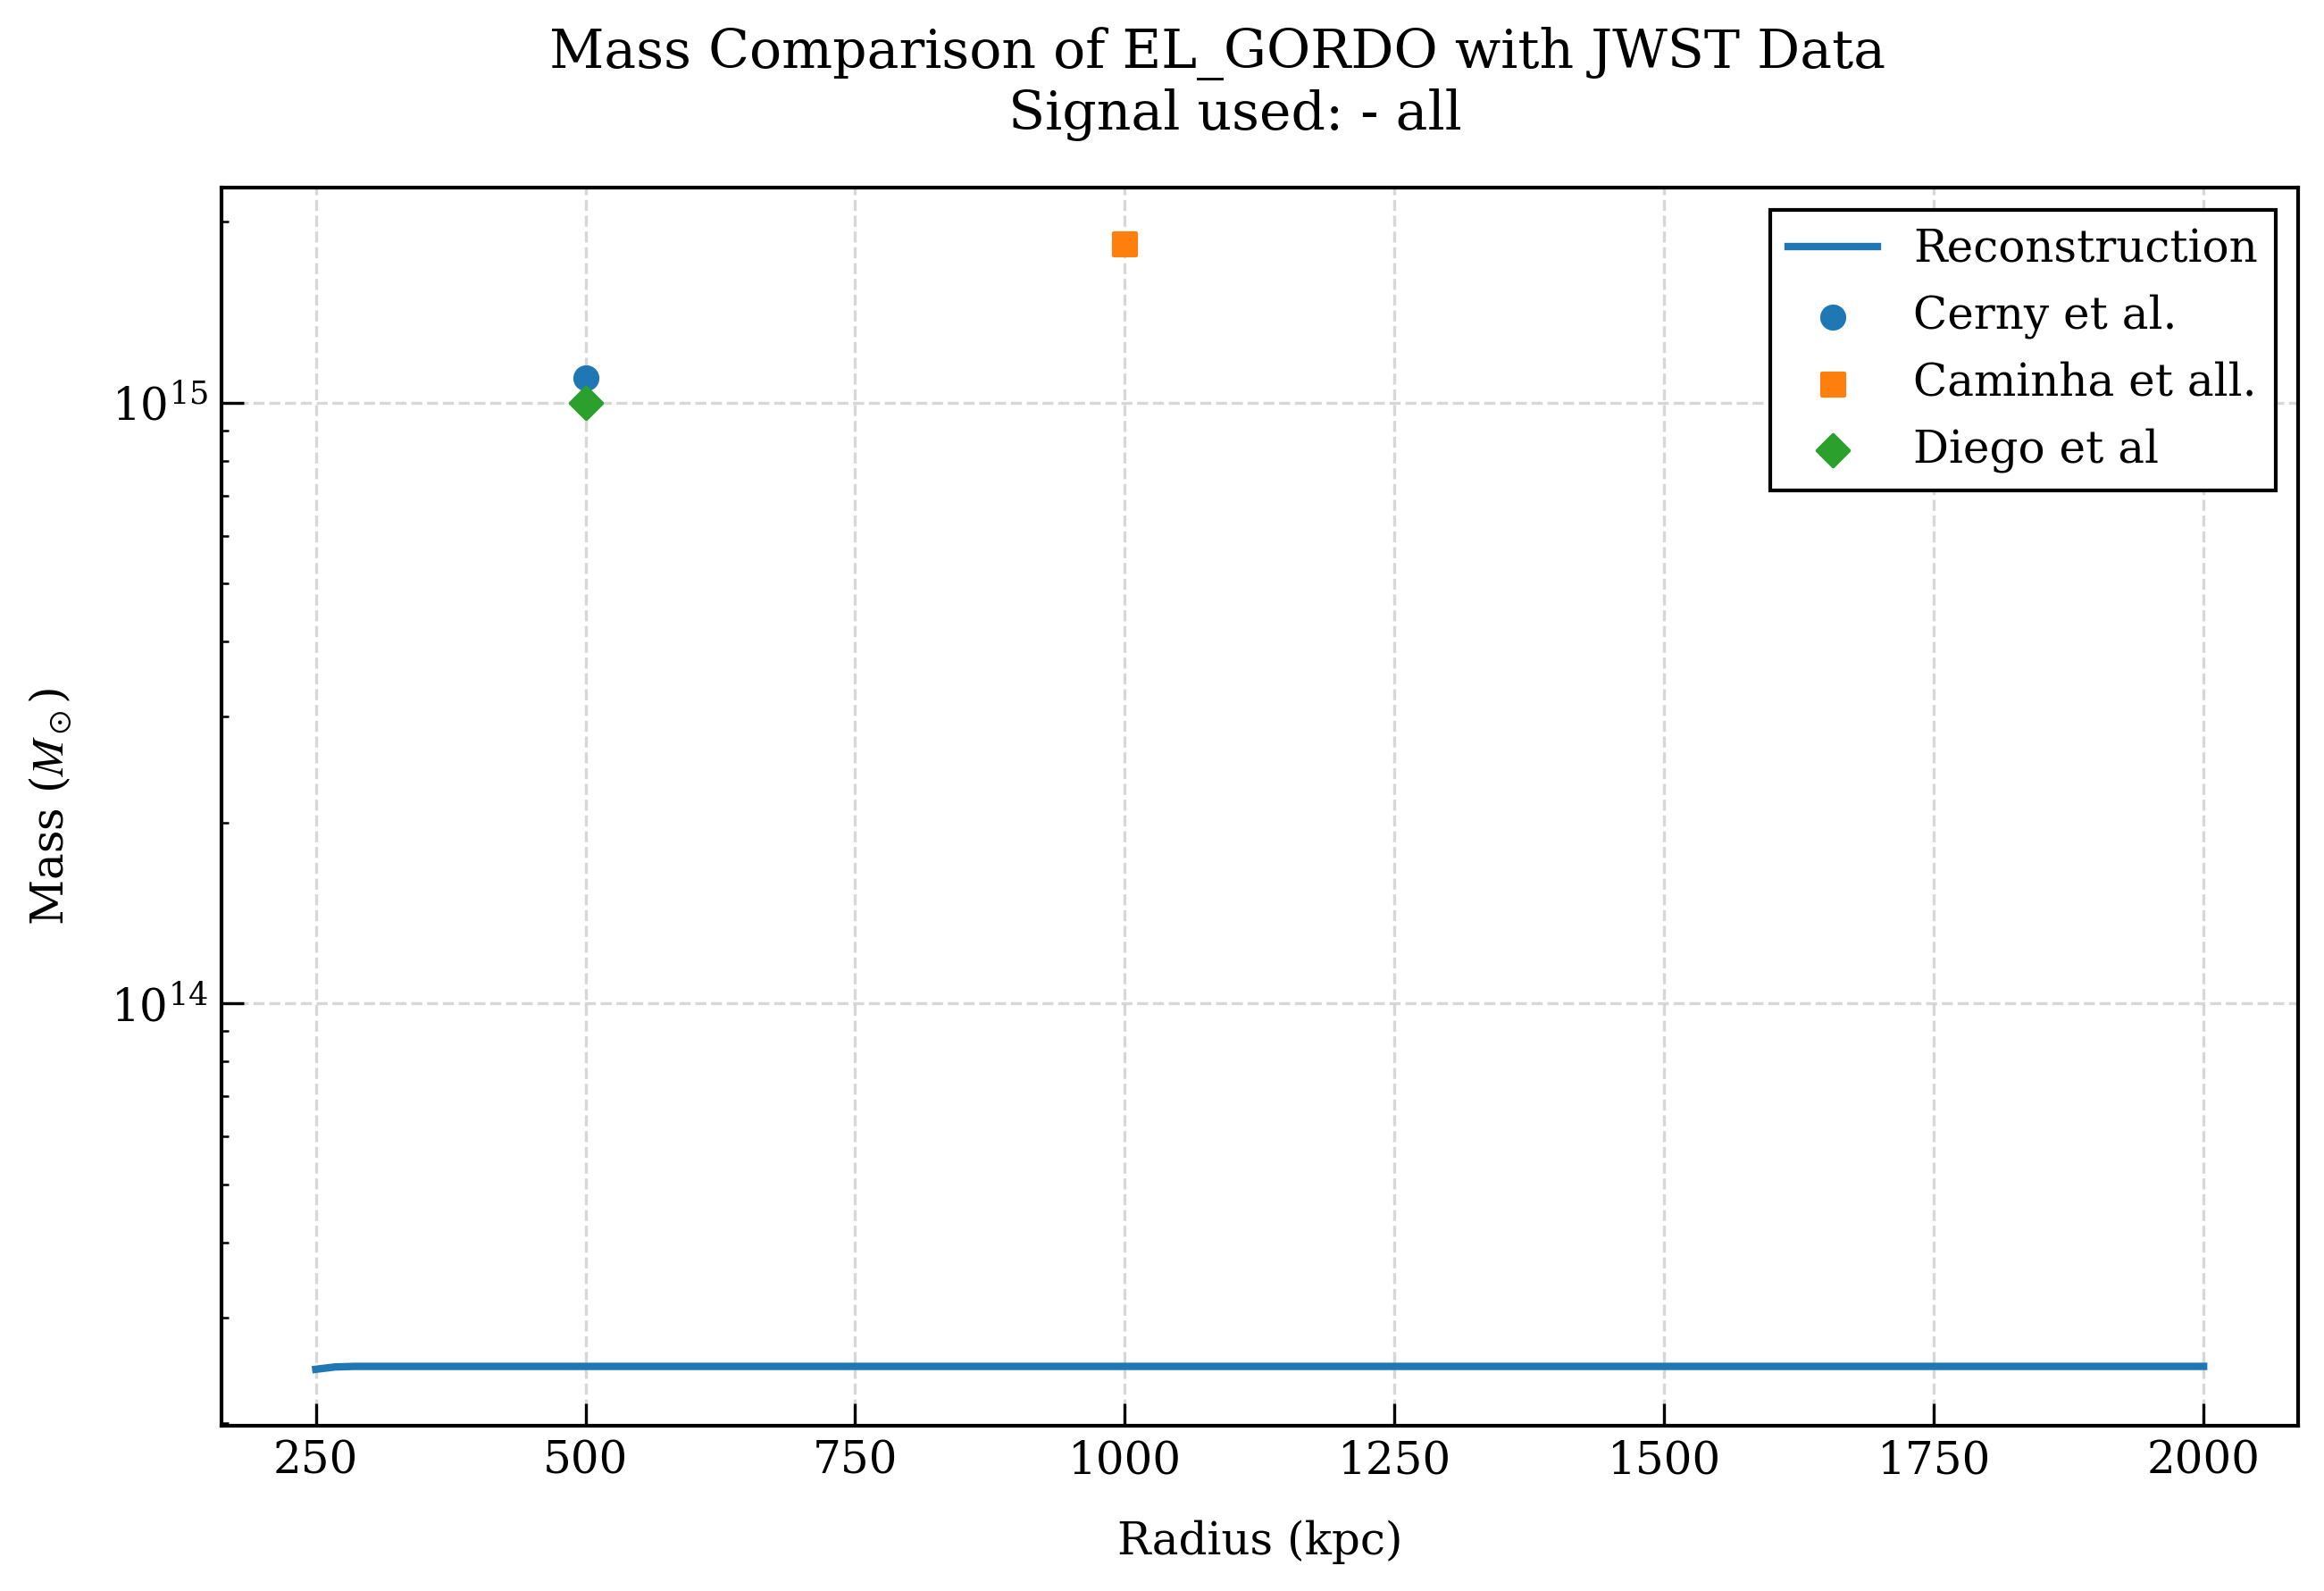 Mass Comparison of EL_GORDO with JWST Data
Signal used: - all
Reconstruction
Cerny et al.
Caminha et all.
Diego et al
10^15
10^14
Mass (M_⊙)
250 500 750 1000 1250 1500 1750 2000
Radius (kpc)